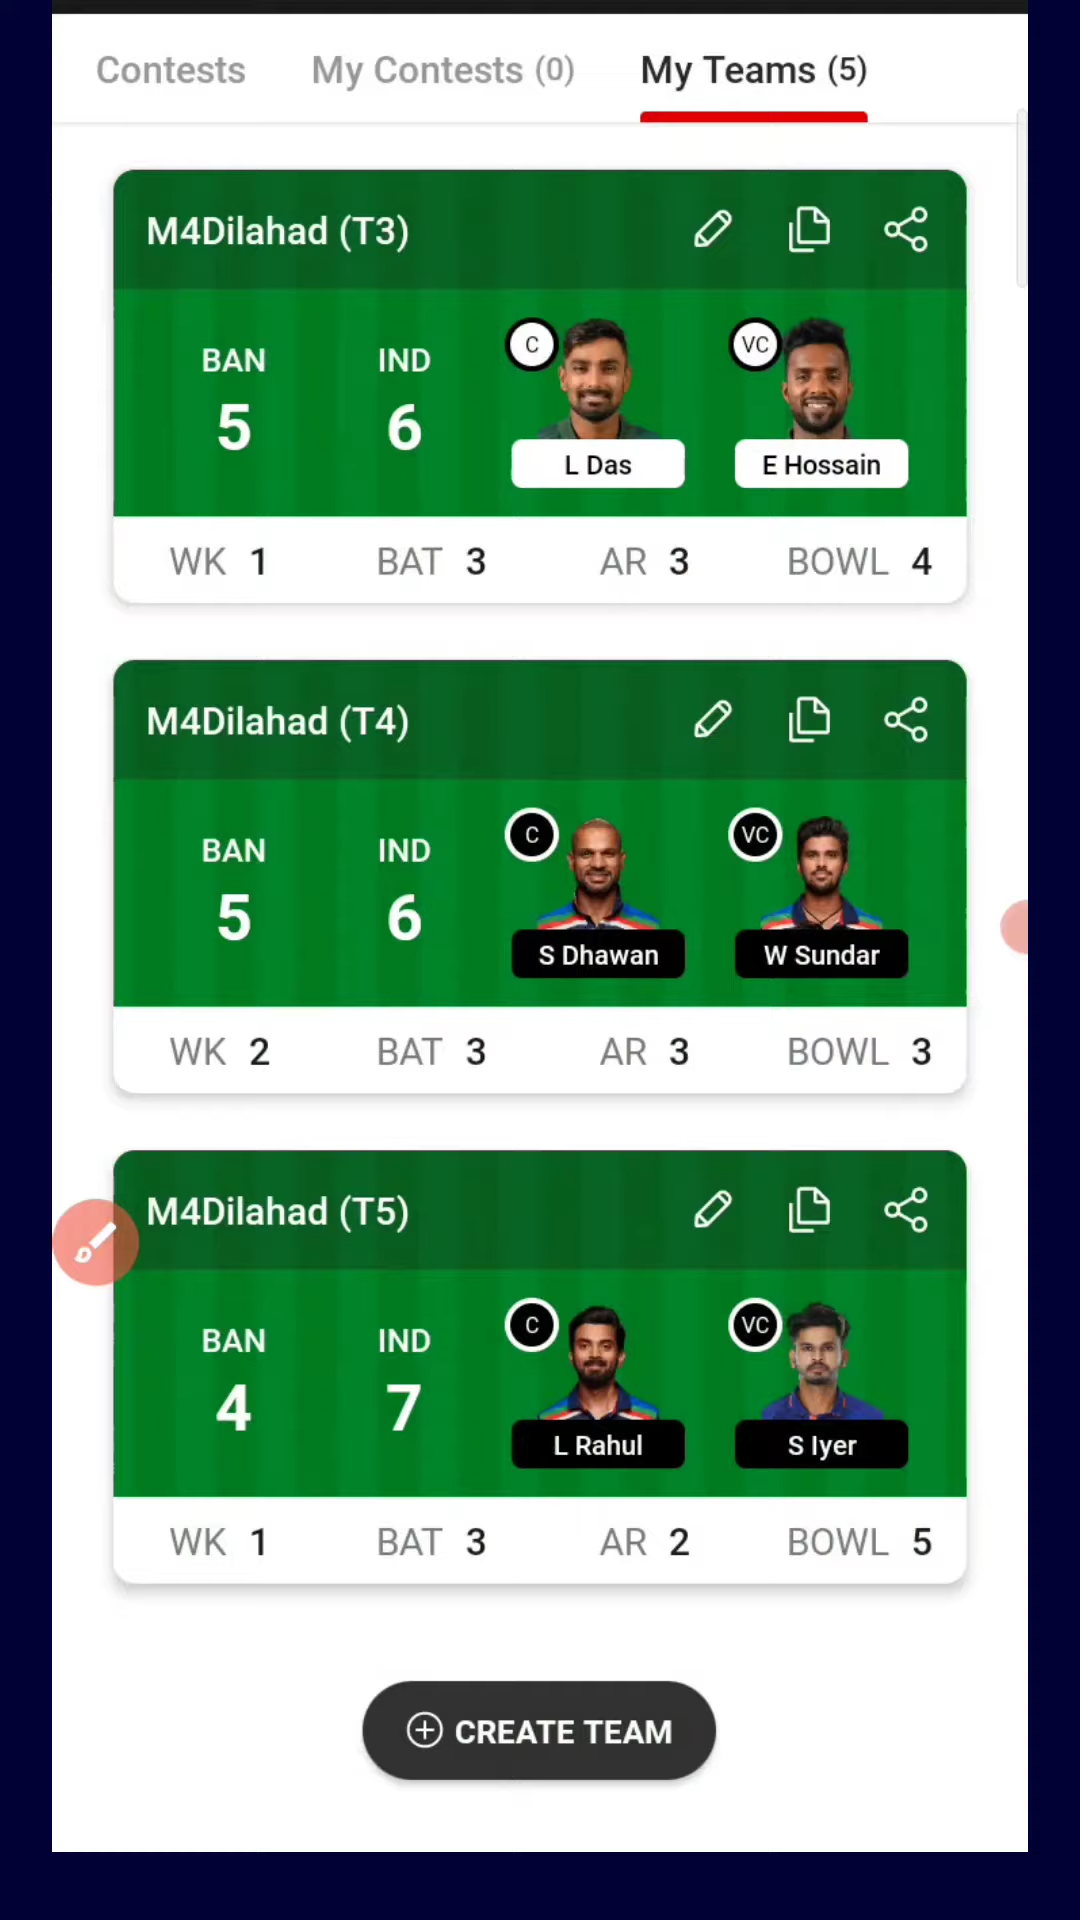 Contests My Contests (0) My Teams (5)
M4Dilahad (T3)
BAN IND C VC
5 6
L Das E Hossain
WK 1 BAT 3 AR 3 BOWL 4
M4Dilahad (T4)
BAN IND C VC
5 6
S Dhawan W Sundar
WK 2 BAT 3 AR 3 BOWL 3
M4Dilahad (T5)
BAN IND C VC
4 7
L Rahul S Iyer
WK 1 BAT 3 AR 2 BOWL 5
CREATE TEAM